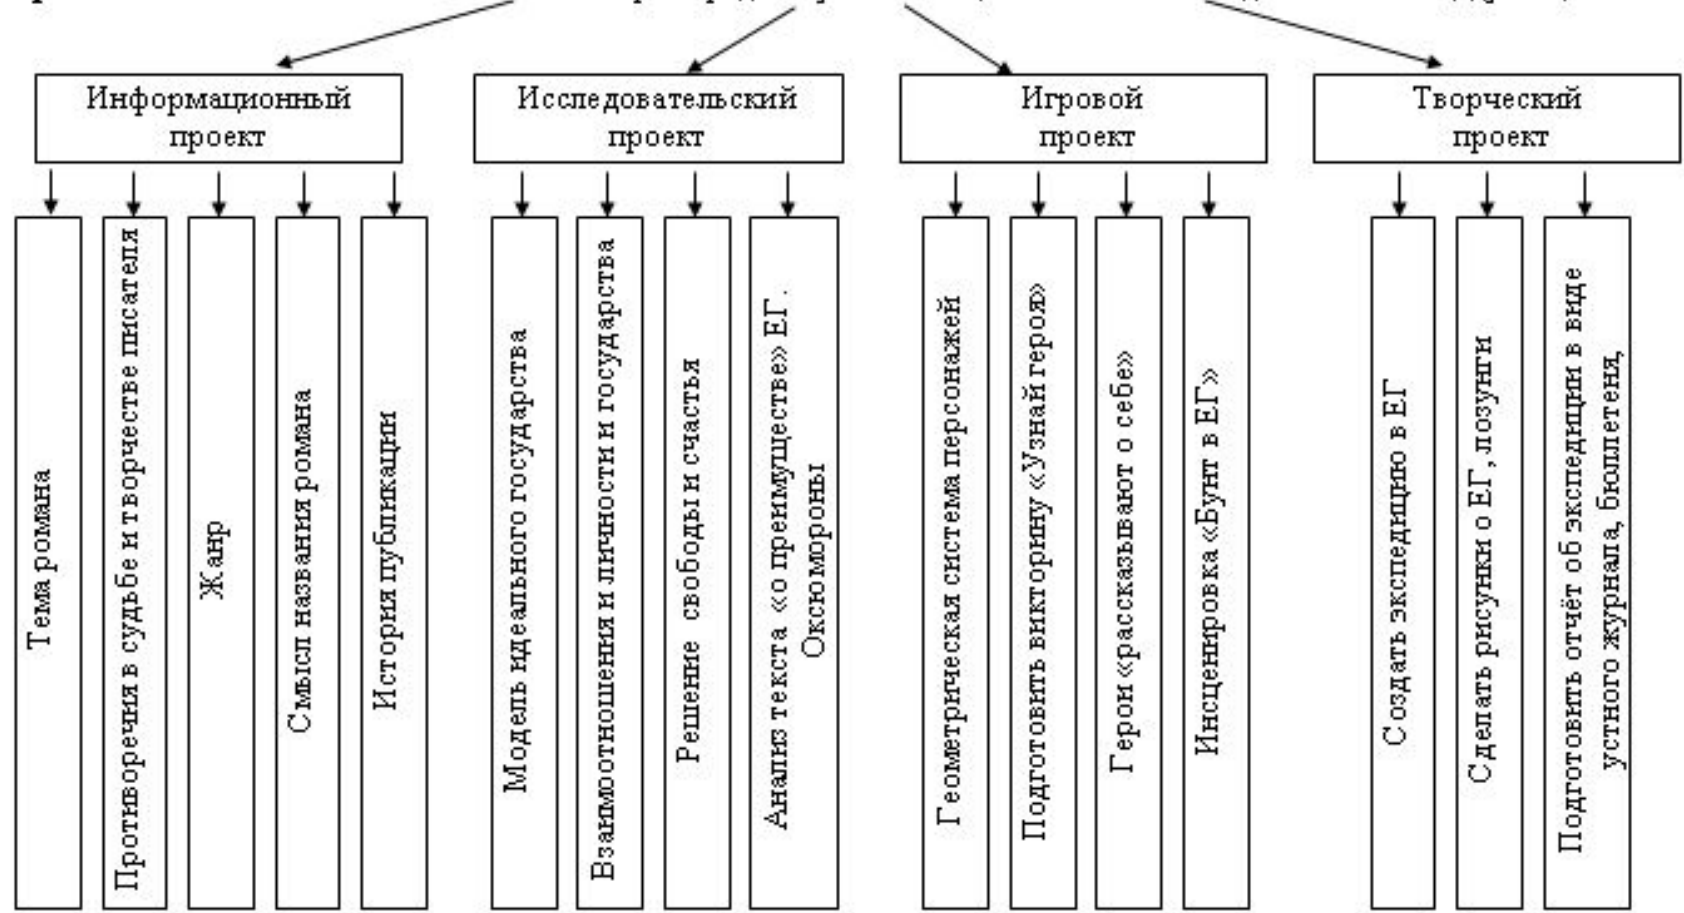 Информационный
проект
Исследовательский
проект
Игровой
проект
Творческий
проект
Тема романа
Противоречия в судьбе и творчестве писателя
Жанр
Смысл названия романа
История публикации
Модель идеального государства
Взаимоотношения и личности и государства
Решение свободы и счастья
Анализ текста «о преимуществе» ЕГ.
Оксюмороны
Геометрическая система персонажей
Подготовить викторину «Узнай героя»
Герои «рассказывают о себе»
Инсценировка «Бунт в ЕГ»
Создать экспедицию в ЕГ
Сделать рисунки о ЕГ, лозунги
Подготовить отчёт об экспедиции в виде
устного журнала, бюллетеня,